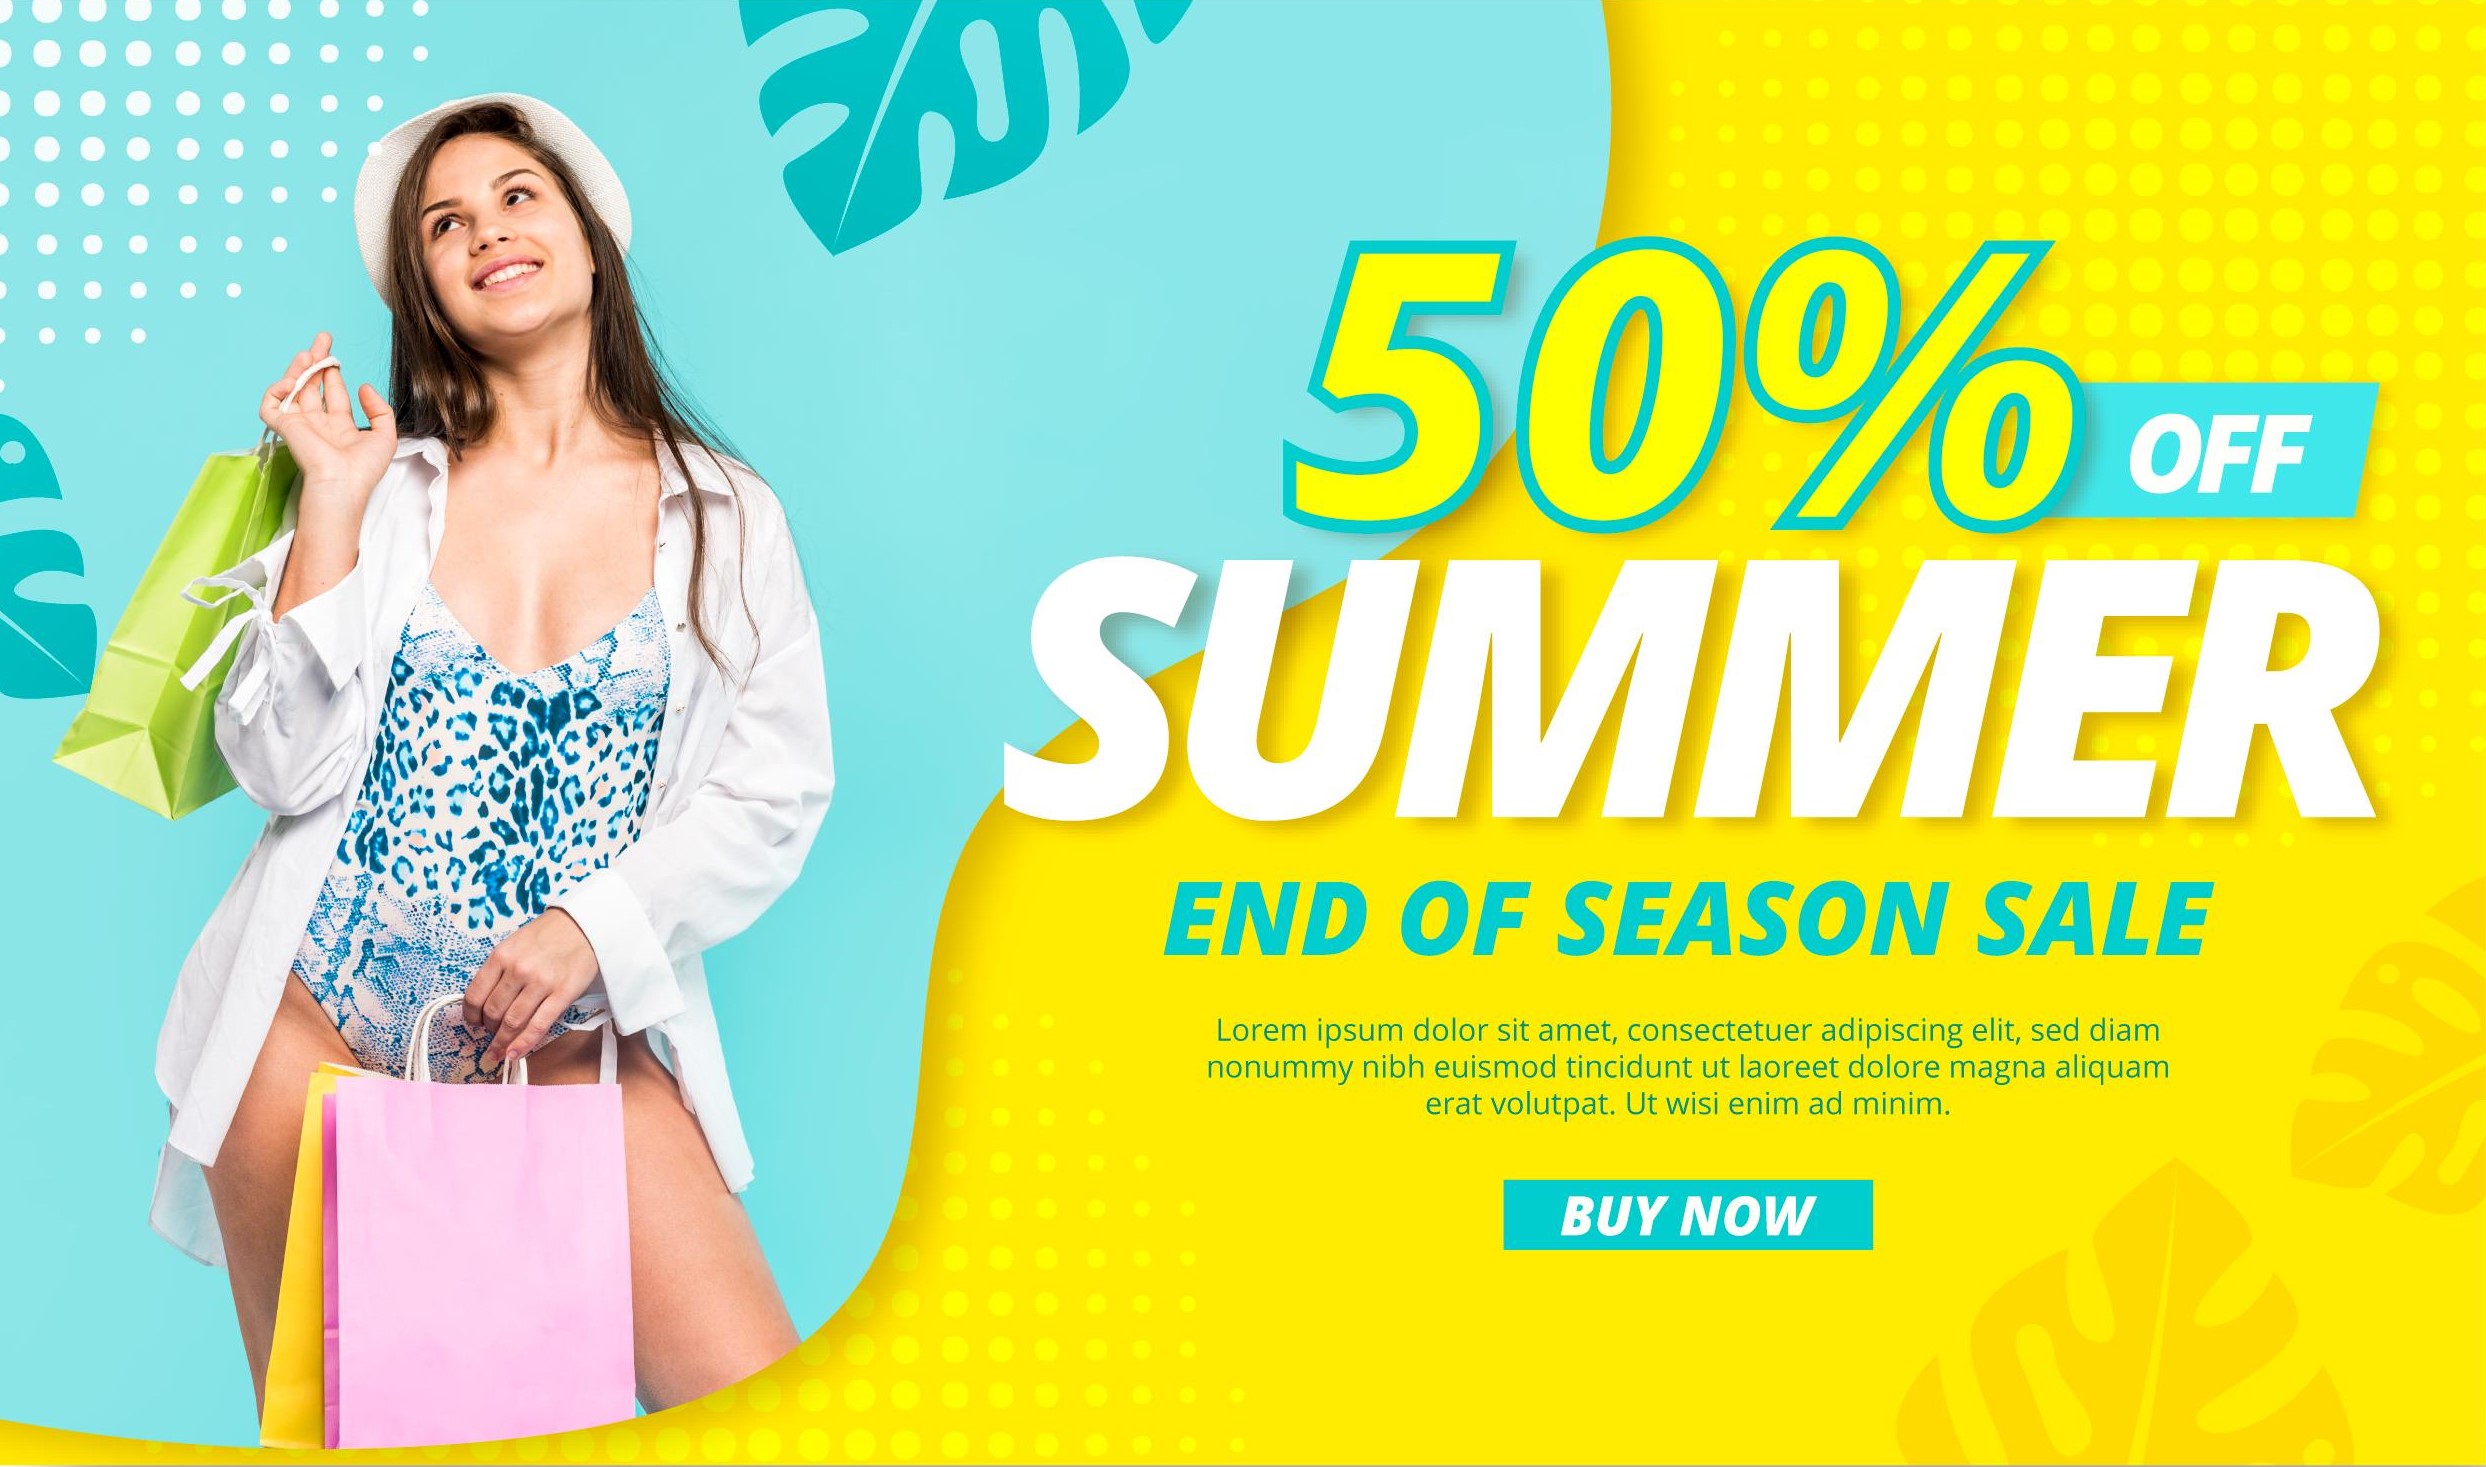 50%
OFF
SUMMER
END OF SEASON SALE
Lorem ipsum dolor sit amet, consectetuer adipiscing elit, sed diam
nonummy nibh euismod tincidunt ut laoreet dolore magna aliquam
erat volutpat. Ut wisi enim ad minim.
BUY NOW